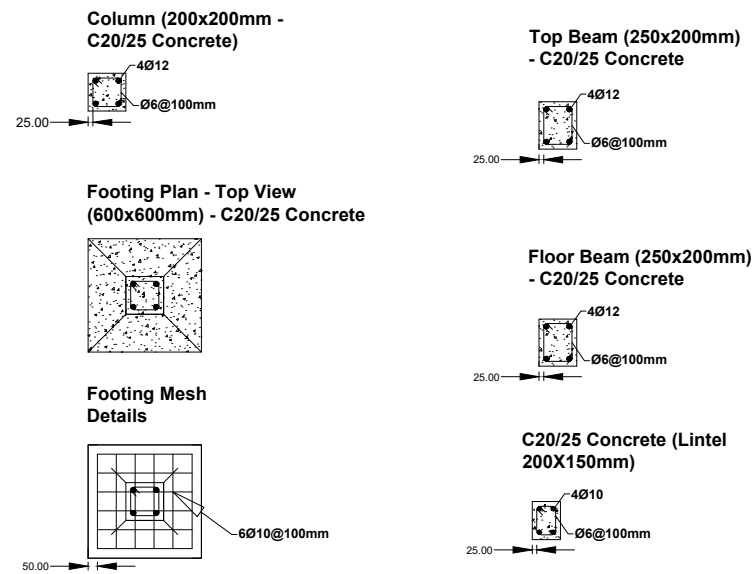 Column (200x200mm -
C20/25 Concrete)
4Ø12
Ø6@100mm
25.00
Footing Plan - Top View
(600x600mm) - C20/25 Concrete
Footing Mesh
Details
6Ø10@100mm
50.00
Top Beam (250x200mm)
- C20/25 Concrete
4Ø12
Ø6@100mm
25.00
Floor Beam (250x200mm)
- C20/25 Concrete
4Ø12
Ø6@100mm
25.00
C20/25 Concrete (Lintel
200X150mm)
4Ø10
Ø6@100mm
25.00